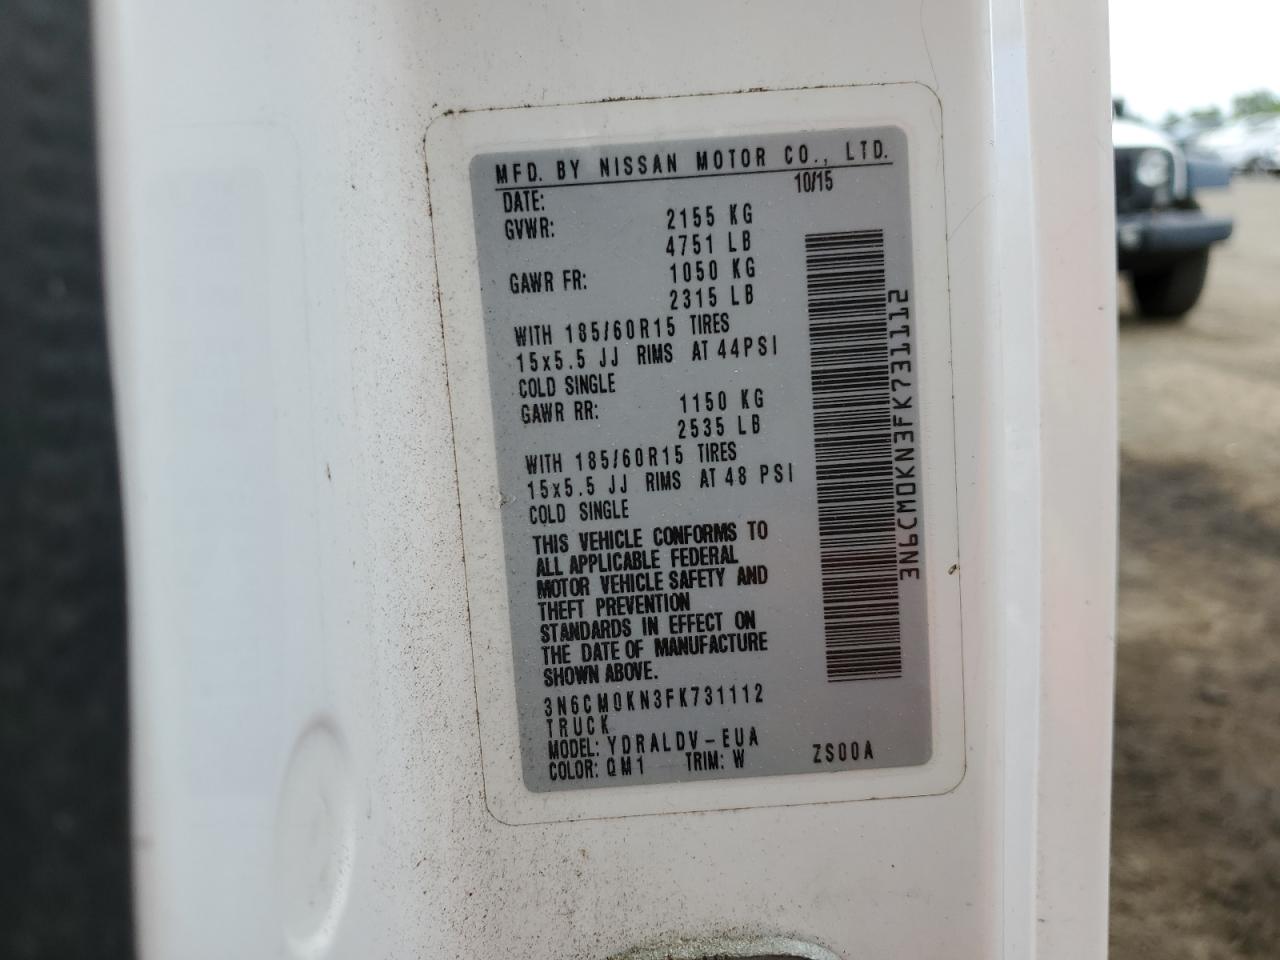 MFD. BY NISSAN MOTOR CO., LTD.
DATE: 10/15
GVWR: 2155 KG
4751 LB
GAWR FR: 1050 KG
2315 LB
WITH 185/60R15 TIRES
15x5.5 JJ RIMS AT 44PSI
COLD SINGLE
GAWR RR: 1150 KG
2535 LB
WITH 185/60R15 TIRES
15x5.5 JJ RIMS AT 48 PSI
COLD SINGLE
THIS VEHICLE CONFORMS TO
ALL APPLICABLE FEDERAL
MOTOR VEHICLE SAFETY AND
THEFT PREVENTION
STANDARDS IN EFFECT ON
THE DATE OF MANUFACTURE
SHOWN ABOVE.
3N6CM0KN3FK731112
TRUCK
MODEL: YDRALDV-EUA
COLOR: QM1 TRIM: W ZS00A
3N6CM0KN3FK731112